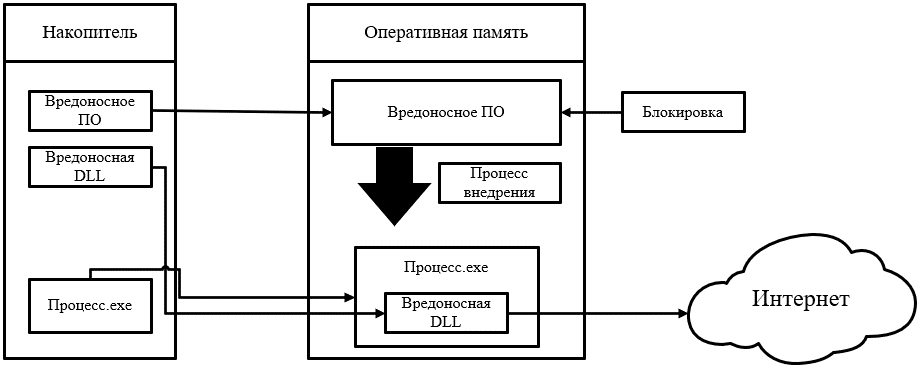 Накопитель
Вредоносное
ПО
Вредоносная
DLL
Процесс.exe
Оперативная память
Вредоносное ПО
Процесс
внедрения
Процесс.exe
Вредоносная
DLL
Блокировка
Интернет